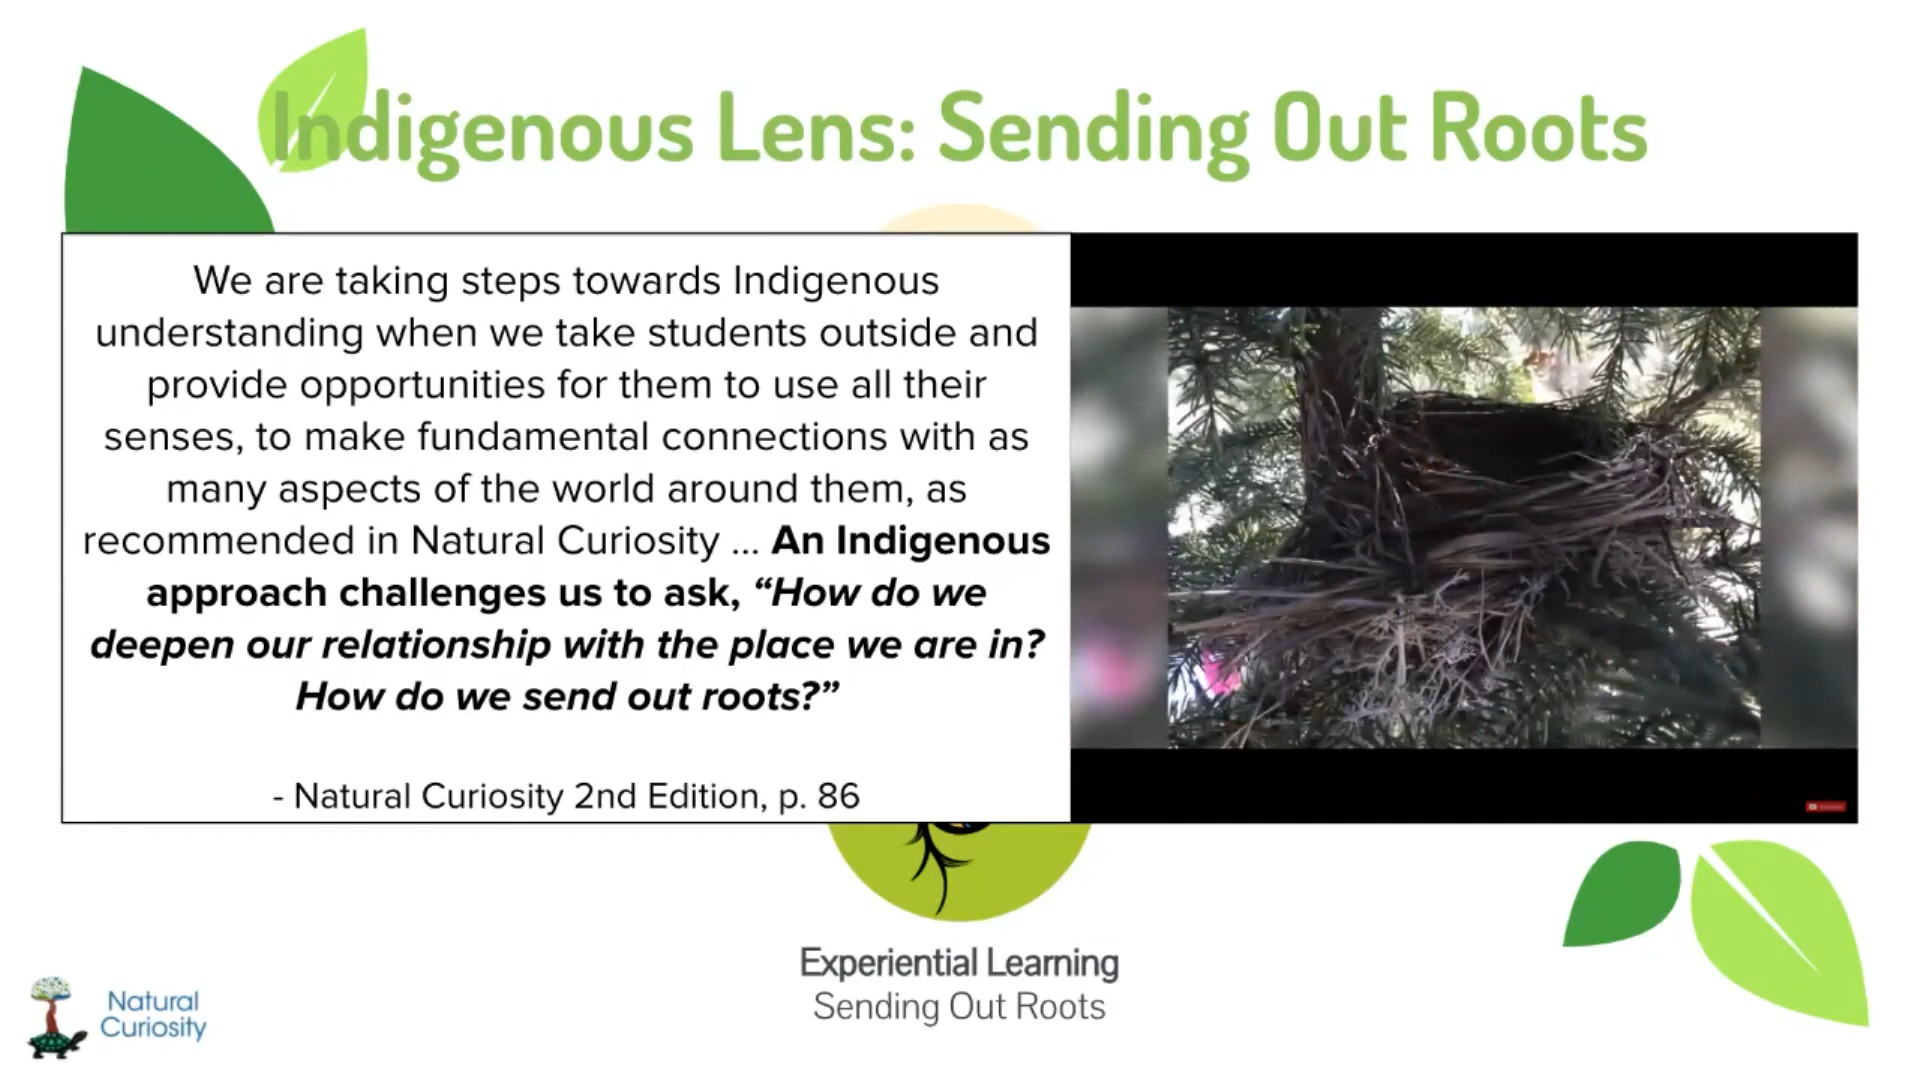 Indigenous Lens: Sending Out Roots
We are taking steps towards Indigenous
understanding when we take students outside and
provide opportunities for them to use all their
senses, to make fundamental connections with as
many aspects of the world around them, as
recommended in Natural Curiosity ... An Indigenous
approach challenges us to ask, “How do we
deepen our relationship with the place we are in?
How do we send out roots?”
- Natural Curiosity 2nd Edition, p. 86
Experiential Learning
Sending Out Roots
Natural
Curiosity